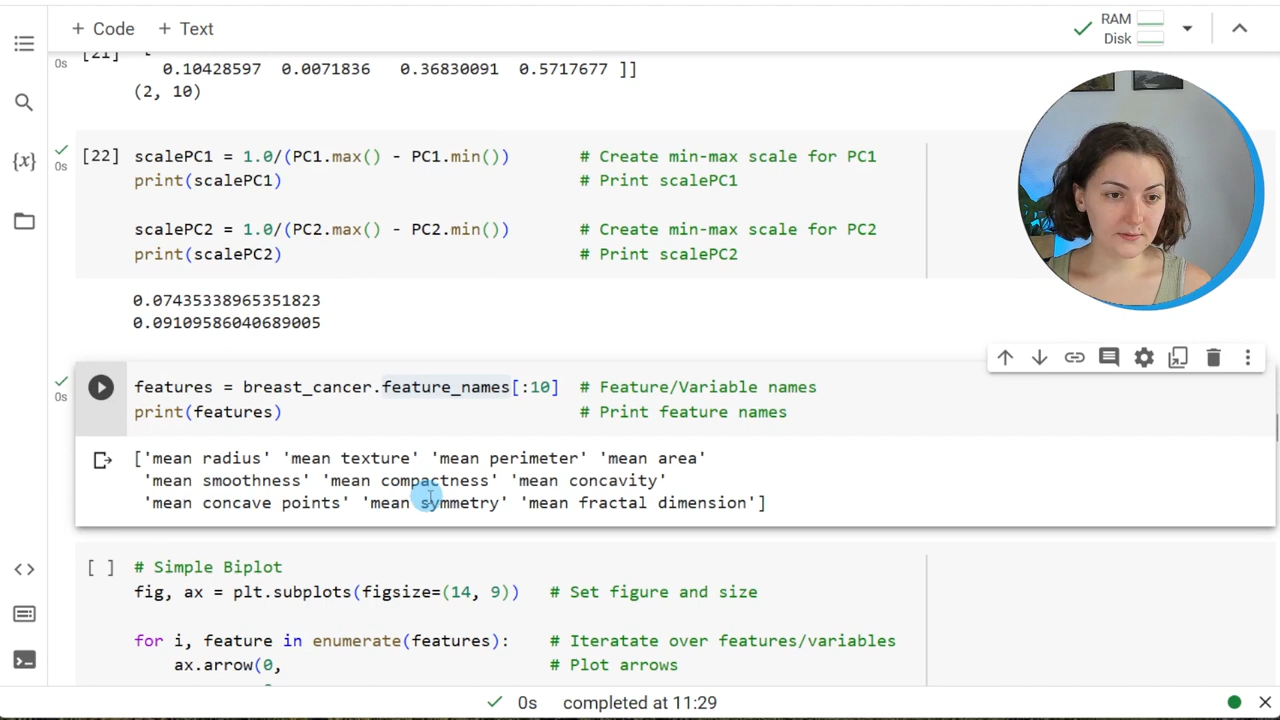 + Code + Text
RAM
Disk
[21]
0s
0.10428597 0.0071836 0.36830091 0.5717677 ]]
(2, 10)
[22] scalePC1 = 1.0/(PC1.max() - PC1.min()) # Create min-max scale for PC1
0s
print(scalePC1) # Print scalePC1
scalePC2 = 1.0/(PC2.max() - PC2.min()) # Create min-max scale for PC2
print(scalePC2) # Print scalePC2
0.07435338965351823
0.09109586040689005
features = breast_cancer.feature_names[:10] # Feature/Variable names
0s
print(features) # Print feature names
['mean radius' 'mean texture' 'mean perimeter' 'mean area'
'mean smoothness' 'mean compactness' 'mean concavity'
'mean concave points' 'mean symmetry' 'mean fractal dimension']
[ ] # Simple Biplot
fig, ax = plt.subplots(figsize=(14, 9)) # Set figure and size
for i, feature in enumerate(features): # Iteratate over features/variables
ax.arrow(0, # Plot arrows
0s completed at 11:29